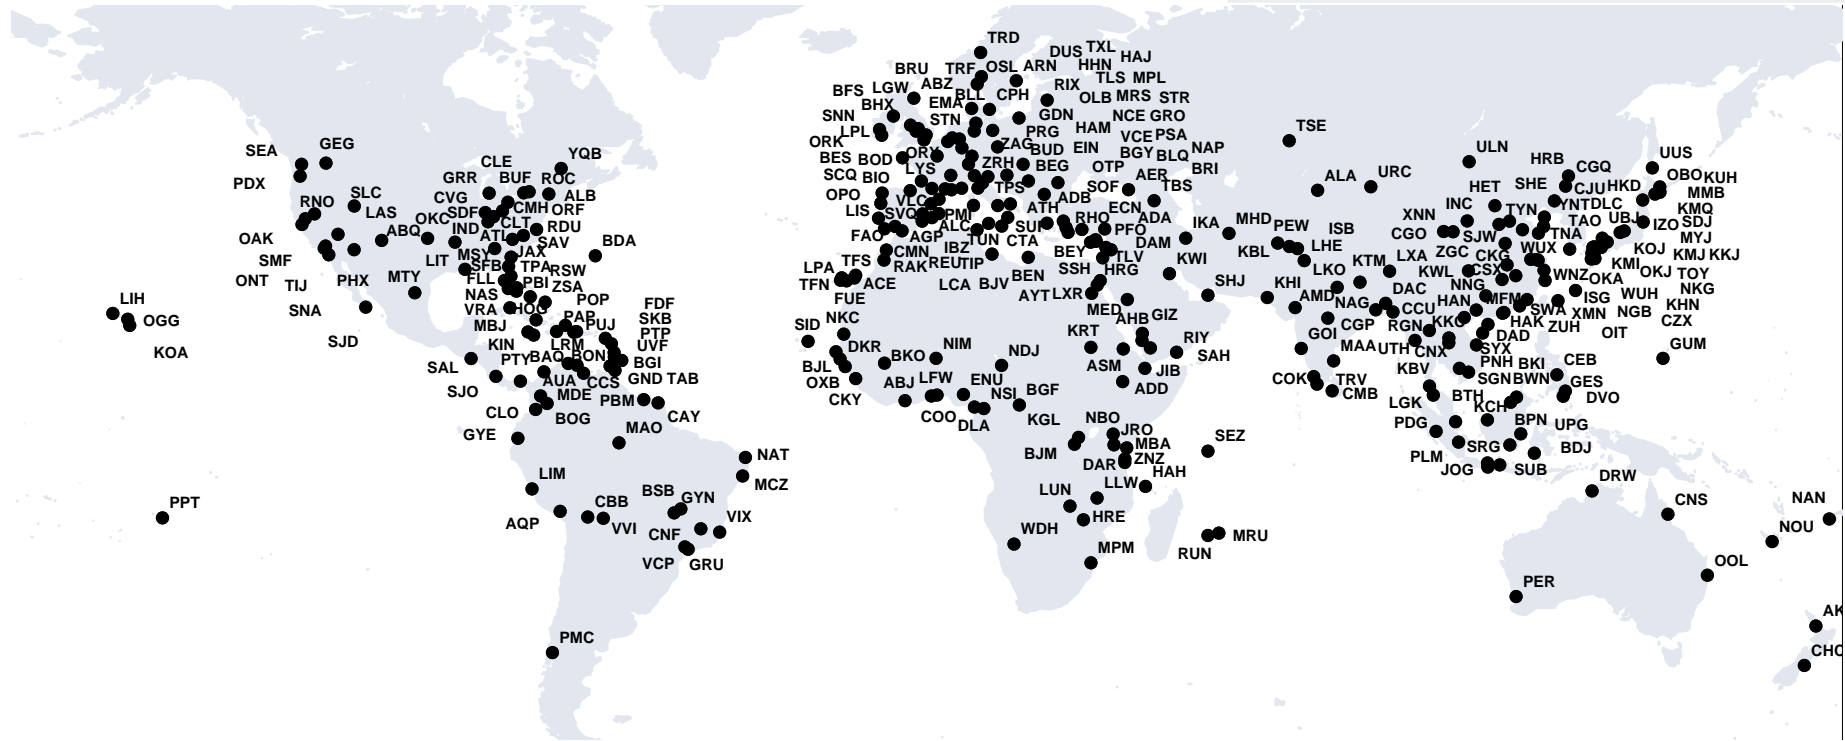 TRD
DUS TXL HAJ
BRU TRF OSL ARN HHN
BFS LGW ABZ RIX TLS MPL
BHX EMA BLL CPH OLB MRS STR
SNN STN GDN NCE GRO
LPL PRG HAM VCE PSA
TSE
ORK ORY ZAG BUD EIN BGY BLQ NAP
BES BOD LYS ZRH BEG OTP BRI
SCQ BIO TPS SOF AER TBS
OPO VLC ADB ECN
LIS SVQ PMI ATH RHO ADA
FAO AGP ALC SUF PFO IKA MHD PEW ISB
CMN IBZ TUN CTA BEY TLV DAM KBL LHE
RAK REU TIP SSH HRG KWI LKO KTM
LPA TFS ACE LCA BJV BEN AYT LXR SHJ KHI AMD NAG DAC
TFN FUE MED
SEA GEG YQB
PDX CLE BUF ROC
GRR ALB
RNO SLC CVG CMH ORF
LAS OKC SDF CLT RDU
OAK ABQ IND ATL SAV BDA
SMF LIT MSY JAX
ONT TIJ PHX MTY SFB TPA RSW
SNA FLL PBI ZSA
NAS HOG POP FDF
SJD VRA PAP PUJ SKB
MBJ PTP
KIN LRM UVF
SAL PTY BAQ BON BGI
SJO AUA CCS GND TAB
CLO MDE PBM CAY
BOG
GYE MAO
LIM NAT
MCZ
AQP CBB BSB GYN
VVI CNF VIX
VCP GRU
PMC
LIH
OGG
KOA
PPT
SID NKC KRT AHB GIZ
DKR BKO NIM NDJ RIY
BJL ASM JIB SAH
OXB ABJ LFW ENU NSI BGF ADD
CKY COO DLA KGL
NBO JRO SEZ
BJM MBA
DAR ZNZ HAH
LUN LLW
WDH HRE
MPM RUN MRU
ULN UUS
ALA URC HRB CGQ OBO KUH
HET SHE CJU HKD MMB
INC YNT DLC KMQ
XNN TYN TAO UBJ IZO SDJ
CGO SJW TNA MYJ
LXA ZGC CKG WUX KOJ KMJ KKJ
KWL CSX WNZ KMI OKJ TOY
NNG OKA NKG
CCU HAN MFM ISG WUH KHN
CGP SWA XMN NGB CZX
RGN KKC HAK ZUH OIT
GOI MAA UTH DAD GUM
CNX SYX
KBV PNH BKI CEB
COK TRV SGN BWN GES
CMB BTH DVO
LGK KCH
PDG BPN UPG
PLM SRG BDJ
JOG SUB
DRW
CNS NAN
NOU
OOL
PER
AK
CHC